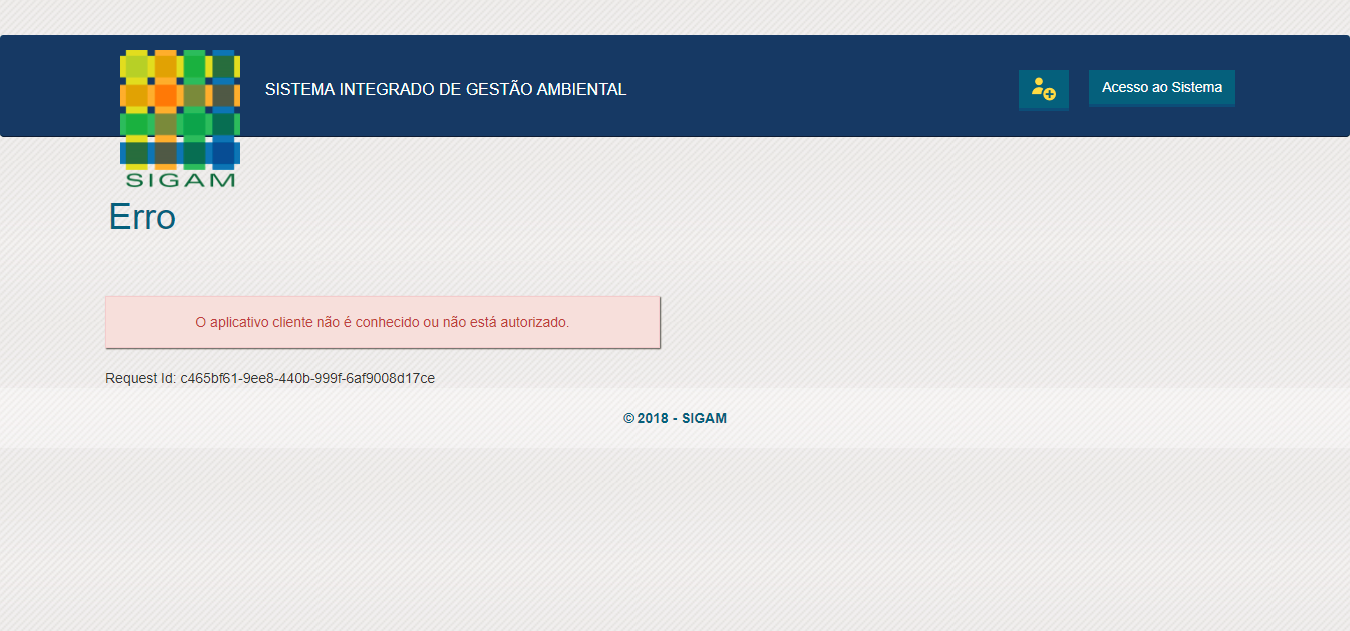 SISTEMA INTEGRADO DE GESTÃO AMBIENTAL
Acesso ao Sistema
SIGAM
Erro
O aplicativo cliente não é conhecido ou não está autorizado.
Request Id: c465bf61-9ee8-440b-999f-6af9008d17ce
© 2018 - SIGAM